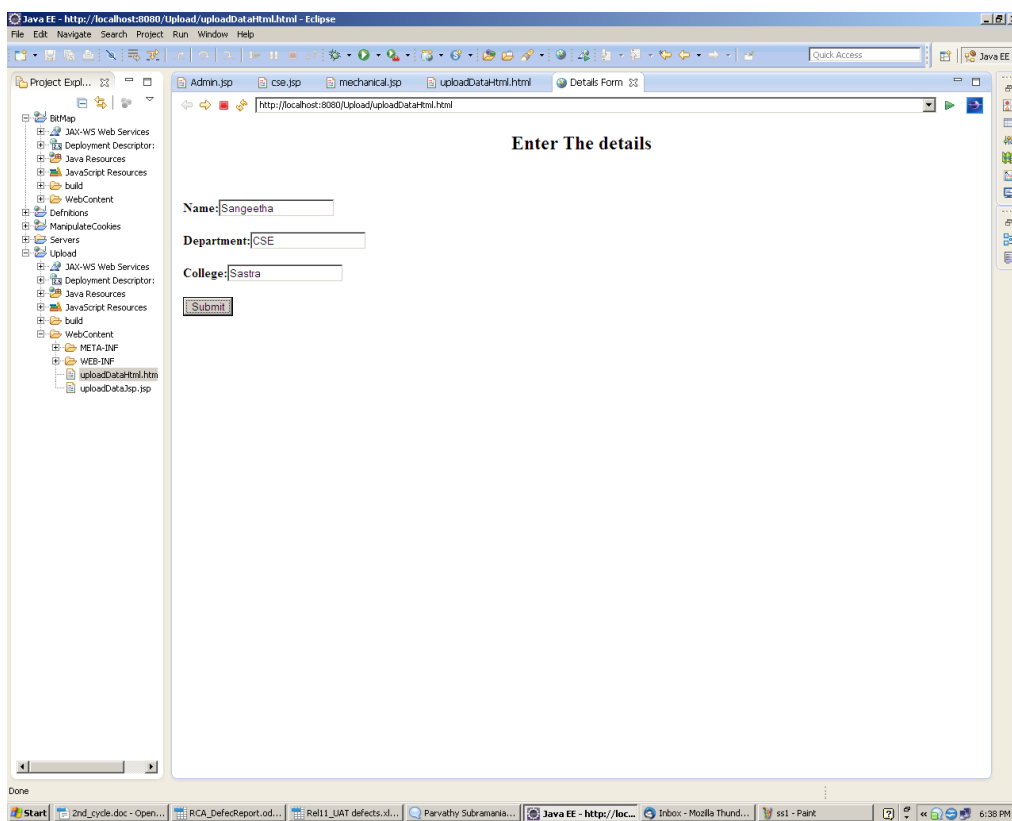 Java EE - http://localhost:8080/Upload/uploadDataHtml.html - Eclipse
File Edit Navigate Search Project Run Window Help
Quick Access
Java EE
Project Expl...
Admin.jsp
cse.jsp
mechanical.jsp
uploadDataHtml.html
Details Form
http://localhost:8080/Upload/uploadDataHtml.html
BitMap
JAX-WS Web Services
Deployment Descriptor:
Java Resources
JavaScript Resources
build
WebContent
Defnitions
ManipulateCookies
Servers
Upload
JAX-WS Web Services
Deployment Descriptor:
Java Resources
JavaScript Resources
build
WebContent
META-INF
WEB-INF
uploadDataHtml.htm
uploadDataJsp.jsp
Enter The details
Name: Sangeetha
Department: CSE
College: Sastra
Submit
Done
Start
2nd_cycle.doc - Open...
RCA_DefecReport.od...
Rel11_UAT defects.xl...
Parvathy Subramania...
Java EE - http://loc...
Inbox - Mozilla Thund...
ss1 - Paint
6:38 PM